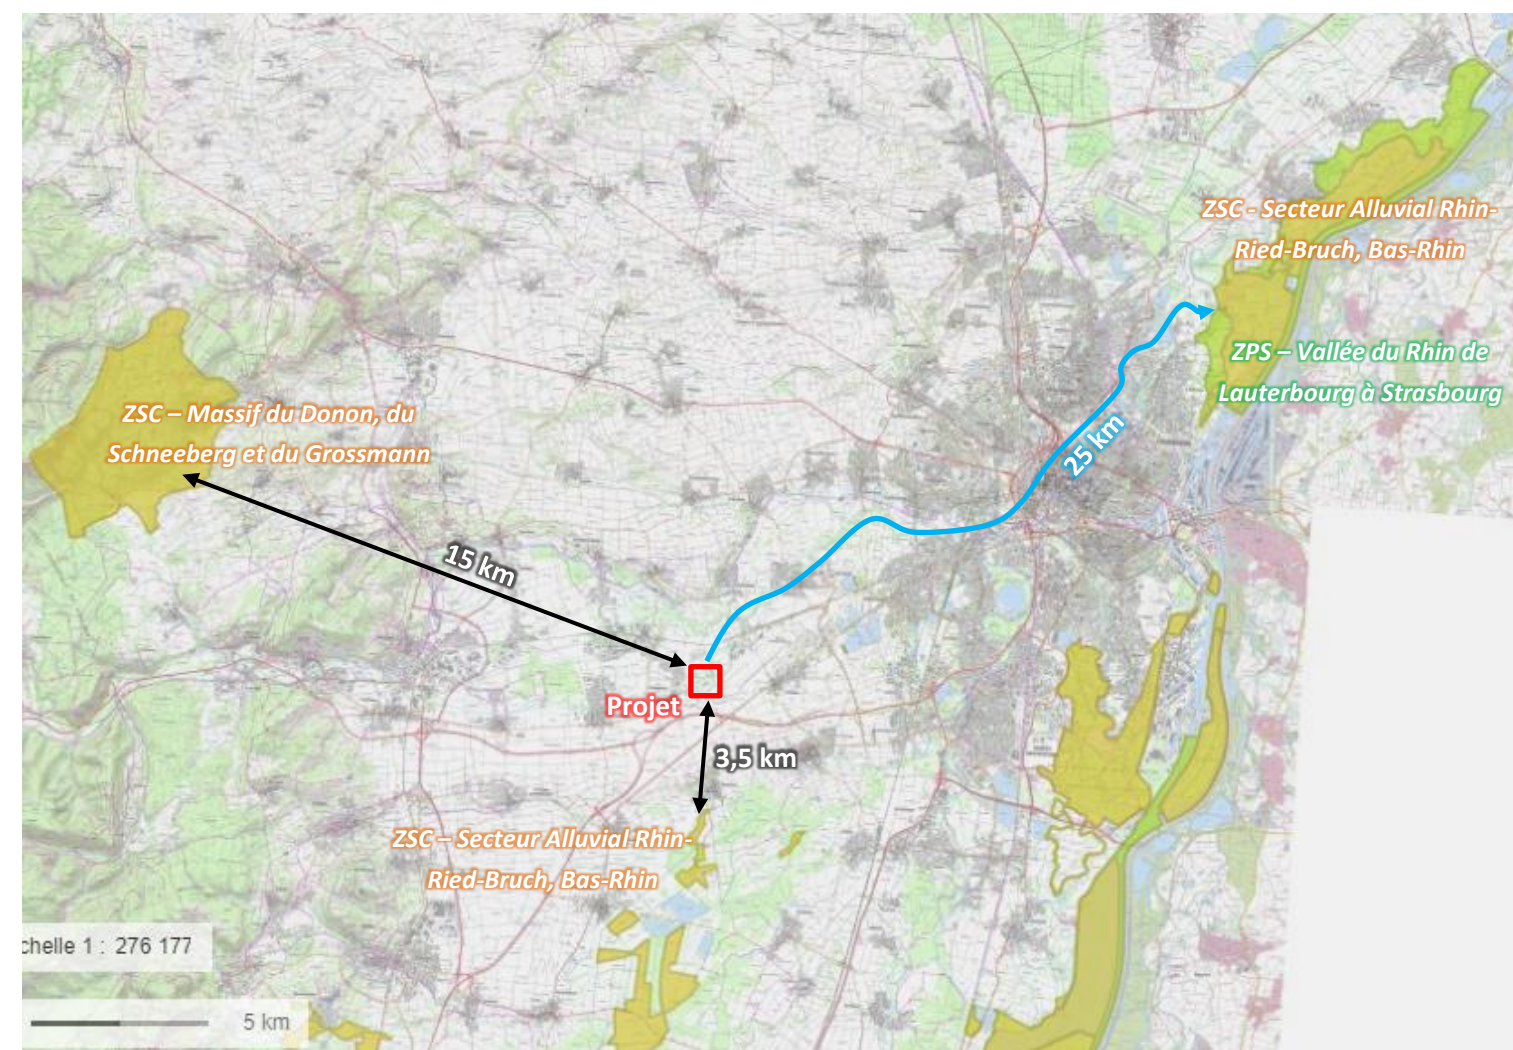 ZSC - Secteur Alluvial Rhin-
Ried-Bruch, Bas-Rhin
ZPS – Vallée du Rhin de
Lauterbourg à Strasbourg
ZSC – Massif du Donon, du
Schneeberg et du Grossmann
25 km
15 km
Projet
3,5 km
ZSC – Secteur Alluvial Rhin-
Ried-Bruch, Bas-Rhin
chelle 1 : 276 177
5 km